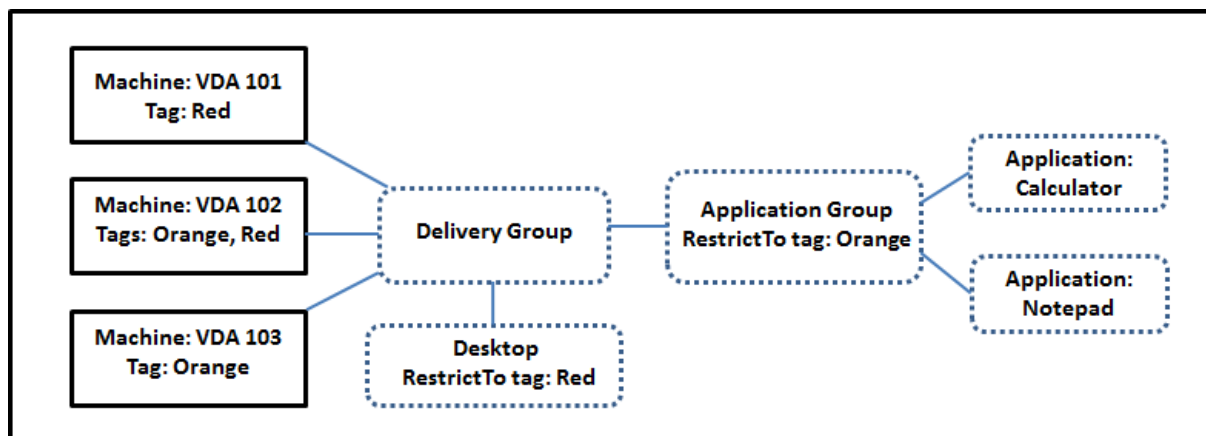 Machine: VDA 101
Tag: Red
Machine: VDA 102
Tags: Orange, Red
Machine: VDA 103
Tag: Orange
Delivery Group
Desktop
RestrictTo tag: Red
Application Group
RestrictTo tag: Orange
Application:
Calculator
Application:
Notepad